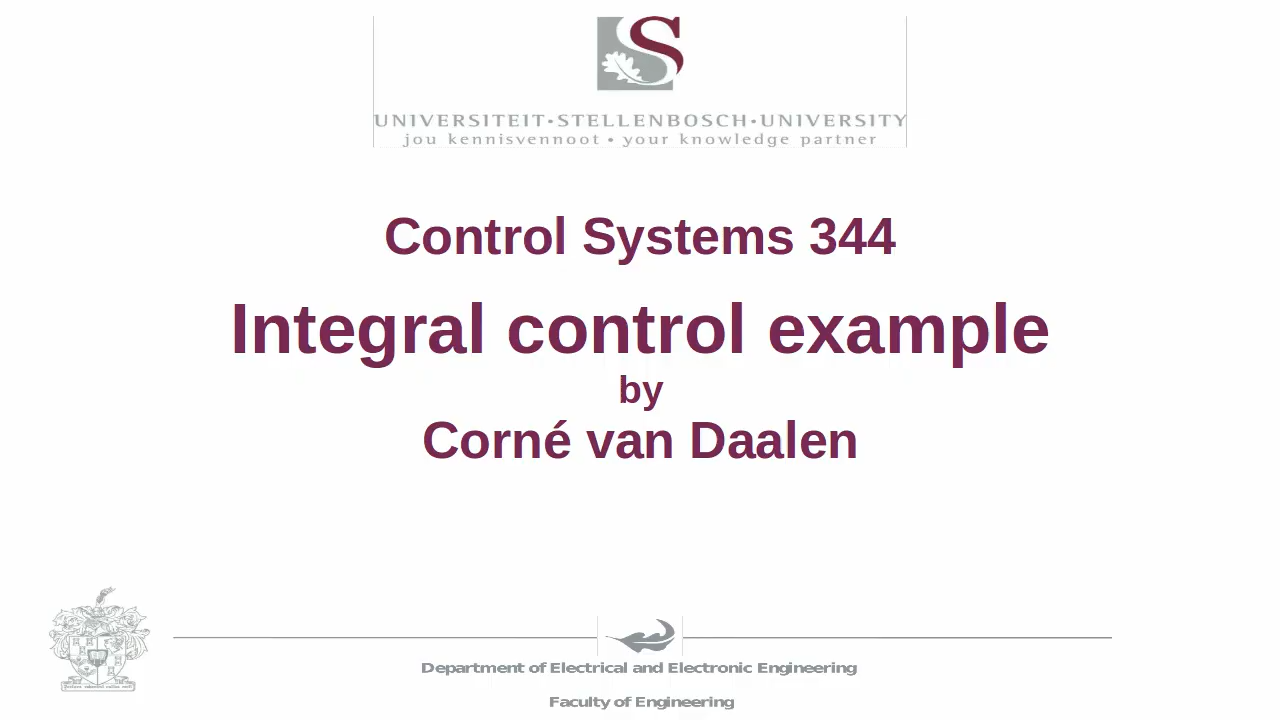 UNIVERSITEIT•STELLENBOSCH•UNIVERSITY
jou kennisvennoot • your knowledge partner
Control Systems 344
Integral control example
by
Corné van Daalen
Department of Electrical and Electronic Engineering
Faculty of Engineering